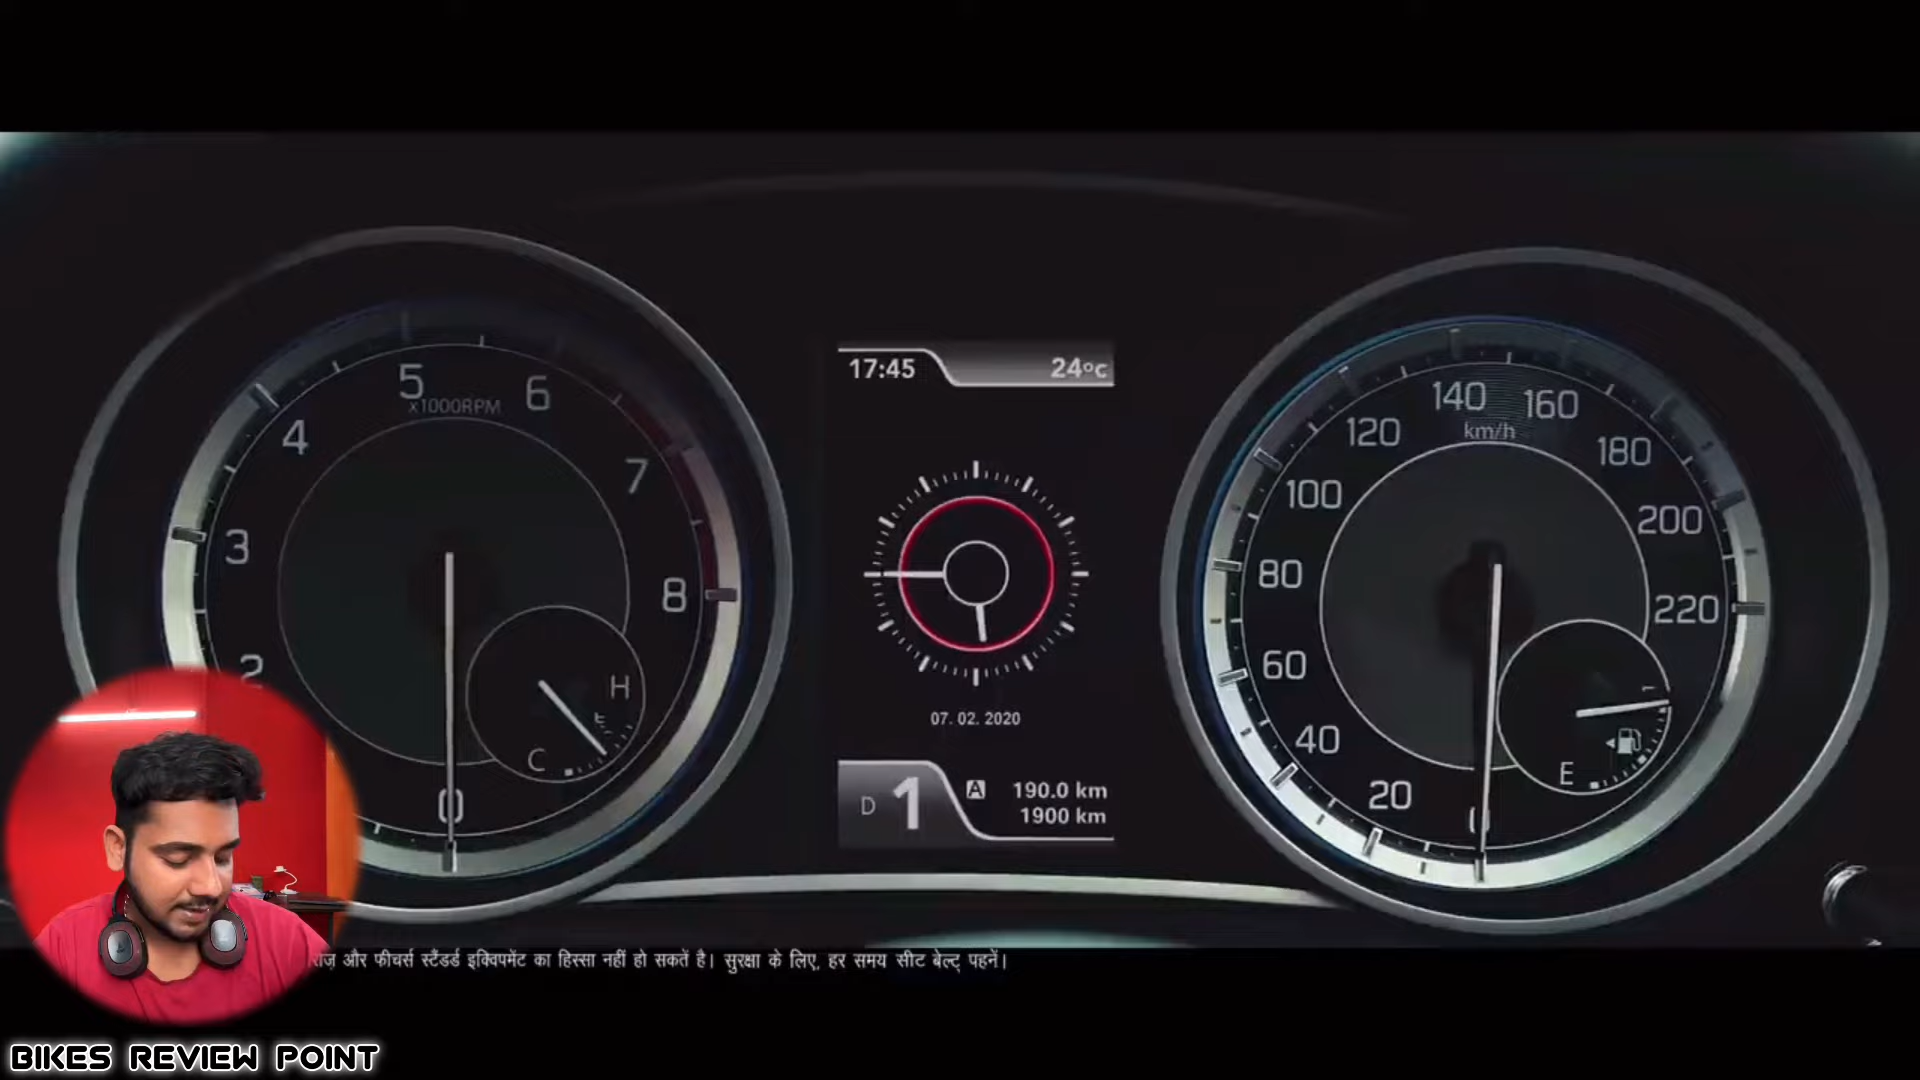 17:45 24°C
5
x1000RPM
6
4
7
3
8
2
H
C
0
140
160
km/h
120
180
100
200
80
220
60
40
20
E
07. 02. 2020
D 1 A 190.0 km
1900 km
और फीचर्स स्टैंडर्ड इक्विपमेंट का हिस्सा नहीं हो सकतें है। सुरक्षा के लिए, हर समय सीट बेल्ट् पहनें।
BIKES REVIEW POINT